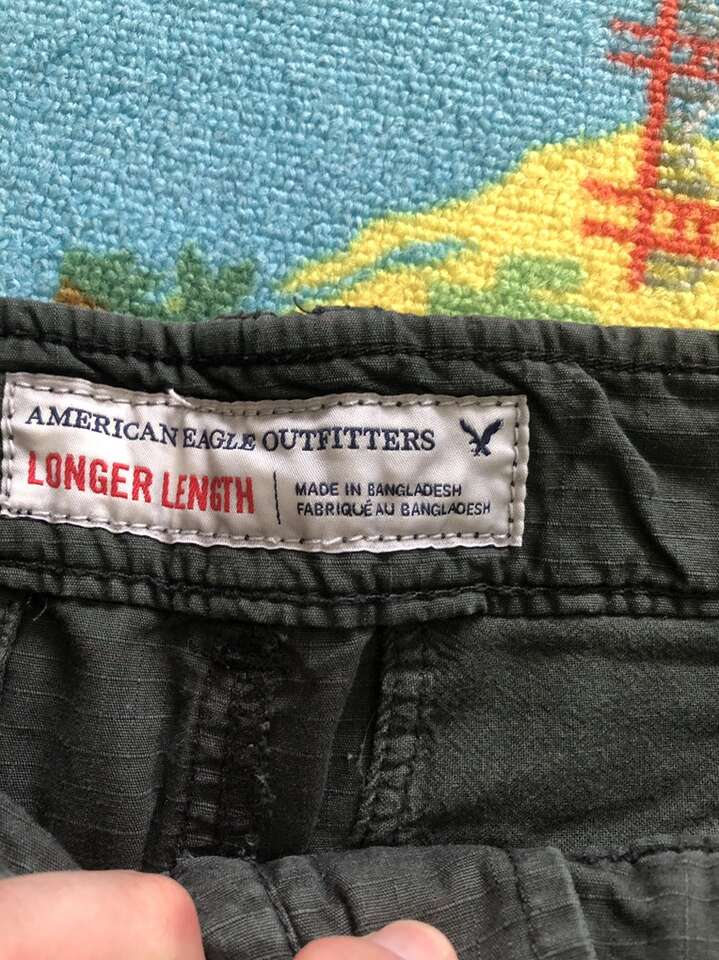 AMERICAN EAGLE OUTFITTERS
LONGER LENGTH
MADE IN BANGLADESH
FABRIQUÉ AU BANGLADESH